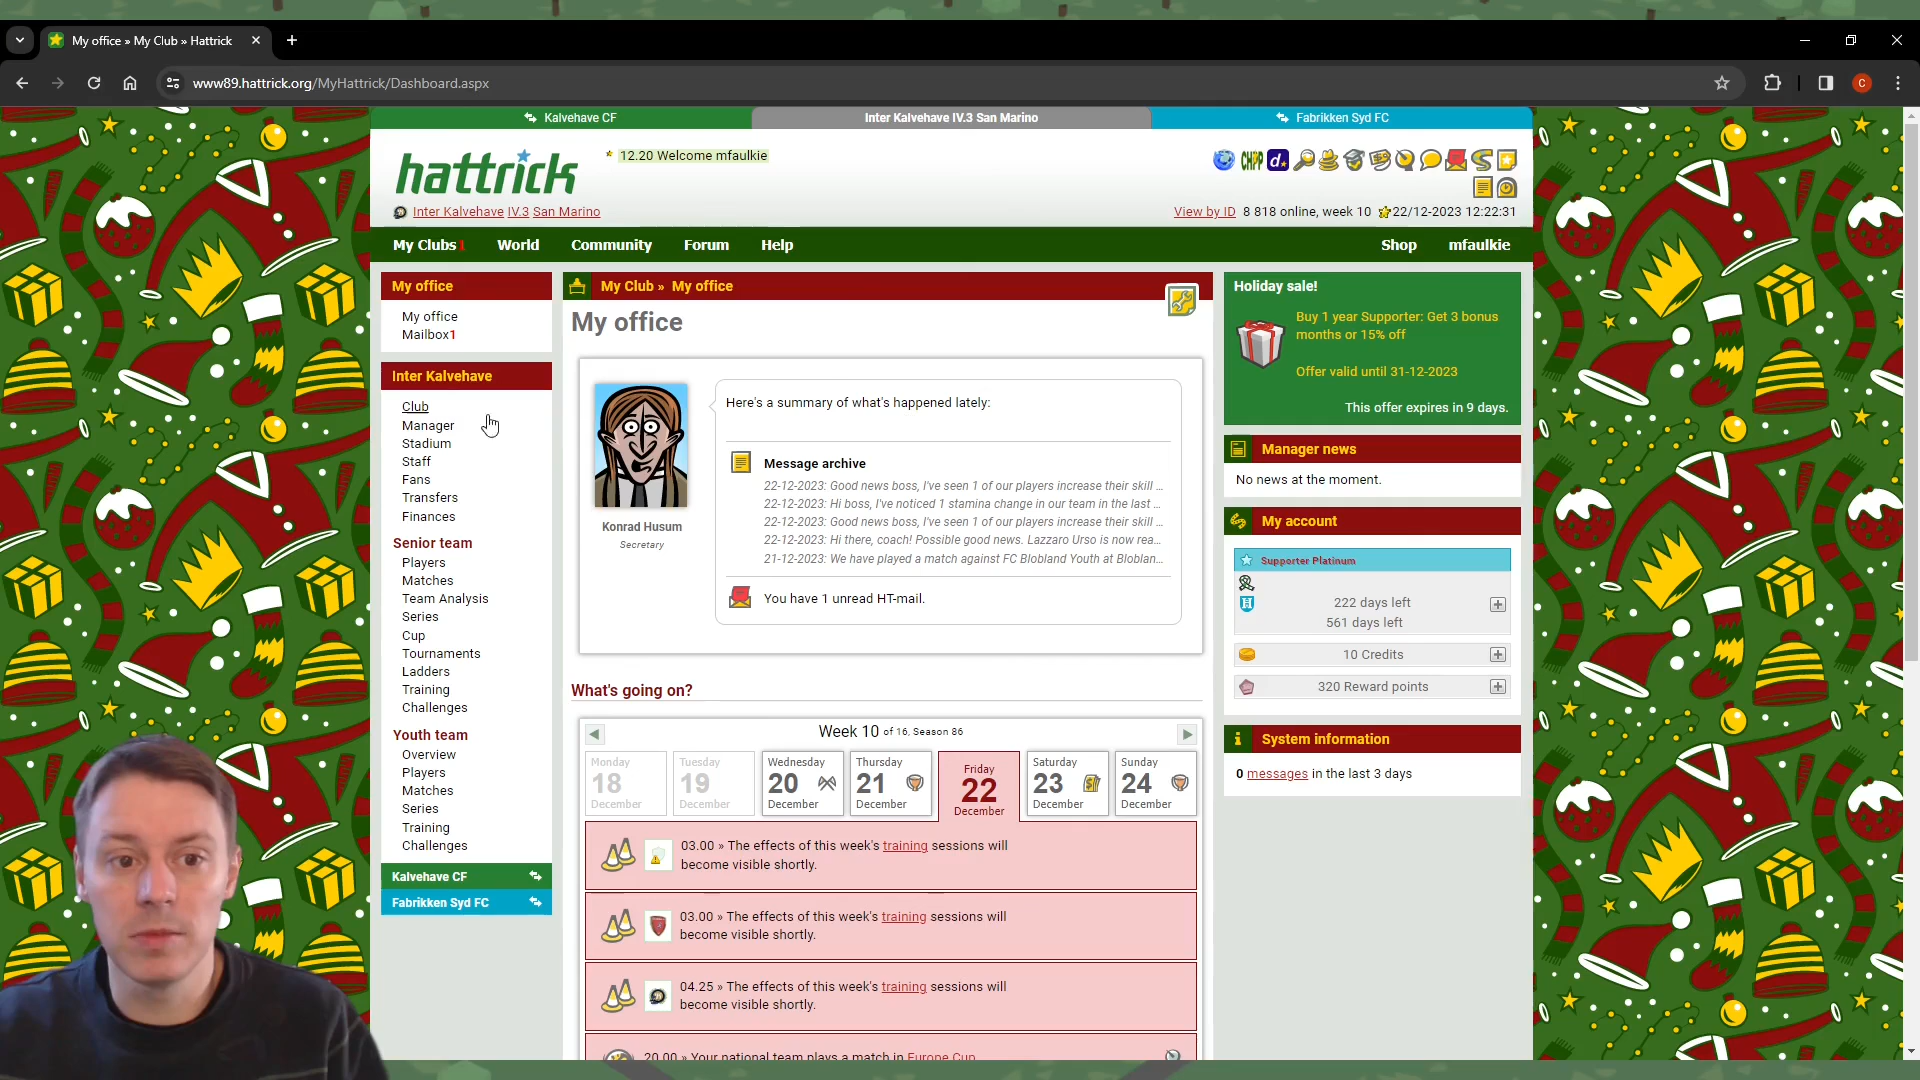 My office » My Club » Hattrick
www89.hattrick.org/MyHattrick/Dashboard.aspx
C
Kalvehave CF
Inter Kalvehave IV.3 San Marino
Fabrikken Syd FC
hattrick
12.20 Welcome mfaulkie
CHPP
d
Inter Kalvehave IV.3 San Marino
View by ID 8 818 online, week 10 22/12-2023 12:22:31
My Clubs1
World
Community
Forum
Help
Shop
mfaulkie
My office
My office
Mailbox1
Inter Kalvehave
Club
Manager
Stadium
Staff
Fans
Transfers
Finances
Senior team
Players
Matches
Team Analysis
Series
Cup
Tournaments
Ladders
Training
Challenges
Youth team
Overview
Players
Matches
Series
Training
Challenges
Kalvehave CF
Fabrikken Syd FC
My Club » My office
My office
Konrad Husum
Secretary
Here's a summary of what's happened lately:
Message archive
22-12-2023: Good news boss, I've seen 1 of our players increase their skill ...
22-12-2023: Hi boss, I've noticed 1 stamina change in our team in the last ...
22-12-2023: Good news boss, I've seen 1 of our players increase their skill ...
22-12-2023: Hi there, coach! Possible good news. Lazzaro Urso is now rea...
21-12-2023: We have played a match against FC Blobland Youth at Bloblan...
You have 1 unread HT-mail.
What's going on?
Week 10 of 16, Season 86
Monday
18
December
Tuesday
19
December
Wednesday
20
December
Thursday
21
December
Friday
22
December
Saturday
23
December
Sunday
24
December
03.00 » The effects of this week's training sessions will
become visible shortly.
03.00 » The effects of this week's training sessions will
become visible shortly.
04.25 » The effects of this week's training sessions will
become visible shortly.
20.00 » Your national team plays a match in Europe Cup
Holiday sale!
Buy 1 year Supporter: Get 3 bonus
months or 15% off
Offer valid until 31-12-2023
This offer expires in 9 days.
Manager news
No news at the moment.
My account
Supporter Platinum
222 days left
561 days left
10 Credits
320 Reward points
System information
0 messages in the last 3 days